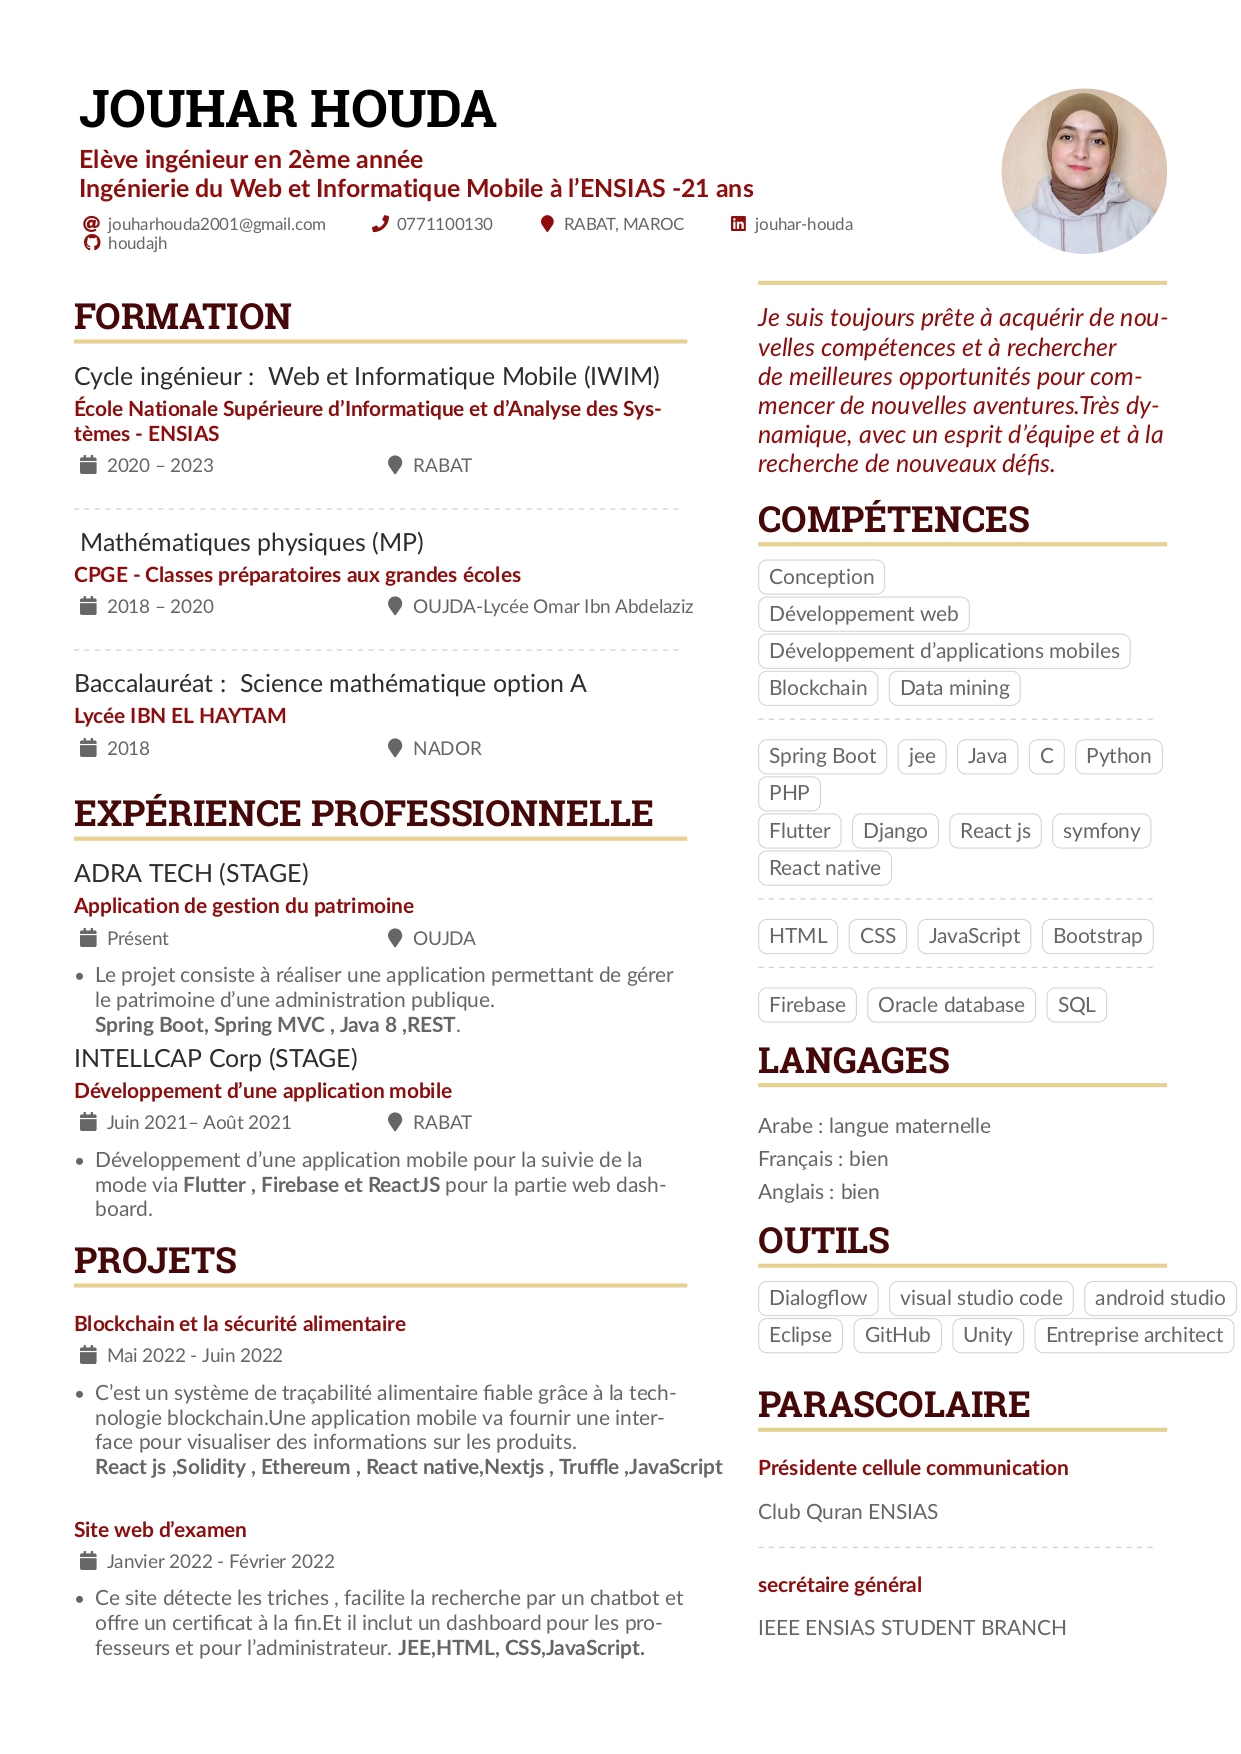 JOUHAR HOUDA
Elève ingénieur en 2ème année
Ingénierie du Web et Informatique Mobile à l’ENSIAS -21 ans
jouharhouda2001@gmail.com 0771100130 RABAT, MAROC jouhar-houda
houdajh
FORMATION
Cycle ingénieur : Web et Informatique Mobile (IWIM)
École Nationale Supérieure d’Informatique et d’Analyse des Sys-
tèmes - ENSIAS
2020 – 2023 RABAT
Mathématiques physiques (MP)
CPGE - Classes préparatoires aux grandes écoles
2018 – 2020 OUJDA-Lycée Omar Ibn Abdelaziz
Baccalauréat : Science mathématique option A
Lycée IBN EL HAYTAM
2018 NADOR
EXPÉRIENCE PROFESSIONNELLE
ADRA TECH (STAGE)
Application de gestion du patrimoine
Présent OUJDA
• Le projet consiste à réaliser une application permettant de gérer
le patrimoine d’une administration publique.
Spring Boot, Spring MVC , Java 8 ,REST.
INTELLCAP Corp (STAGE)
Développement d’une application mobile
Juin 2021– Août 2021 RABAT
• Développement d’une application mobile pour la suivie de la
mode via Flutter , Firebase et ReactJS pour la partie web dash-
board.
PROJETS
Blockchain et la sécurité alimentaire
Mai 2022 - Juin 2022
• C’est un système de traçabilité alimentaire fiable grâce à la tech-
nologie blockchain.Une application mobile va fournir une inter-
face pour visualiser des informations sur les produits.
React js ,Solidity , Ethereum , React native,Nextjs , Truffle ,JavaScript
Site web d’examen
Janvier 2022 - Février 2022
• Ce site détecte les triches , facilite la recherche par un chatbot et
offre un certificat à la fin.Et il inclut un dashboard pour les pro-
fesseurs et pour l’administrateur. JEE,HTML, CSS,JavaScript.
Je suis toujours prête à acquérir de nou-
velles compétences et à rechercher
de meilleures opportunités pour com-
mencer de nouvelles aventures.Très dy-
namique, avec un esprit d’équipe et à la
recherche de nouveaux défis.
COMPÉTENCES
Conception
Développement web
Développement d’applications mobiles
Blockchain Data mining
Spring Boot jee Java C Python
PHP
Flutter Django React js symfony
React native
HTML CSS JavaScript Bootstrap
Firebase Oracle database SQL
LANGAGES
Arabe : langue maternelle
Français : bien
Anglais : bien
OUTILS
Dialogflow visual studio code android studio
Eclipse GitHub Unity Entreprise architect
PARASCOLAIRE
Présidente cellule communication
Club Quran ENSIAS
secrétaire général
IEEE ENSIAS STUDENT BRANCH